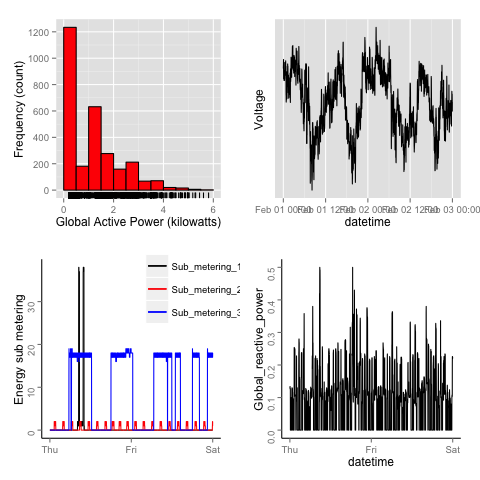 Frequency (count)
1200
1000
800
600
400
200
0
0 2 4 6
Global Active Power (kilowatts)
Voltage
Feb 01 00:00 Feb 01 12:00 Feb 02 00:00 Feb 02 12:00 Feb 03 00:00
datetime
Energy sub metering
30
20
10
0
Sub_metering_1
Sub_metering_2
Sub_metering_3
Thu Fri Sat
Global_reactive_power
0.5
0.4
0.3
0.2
0.1
0.0
Thu Fri Sat
datetime